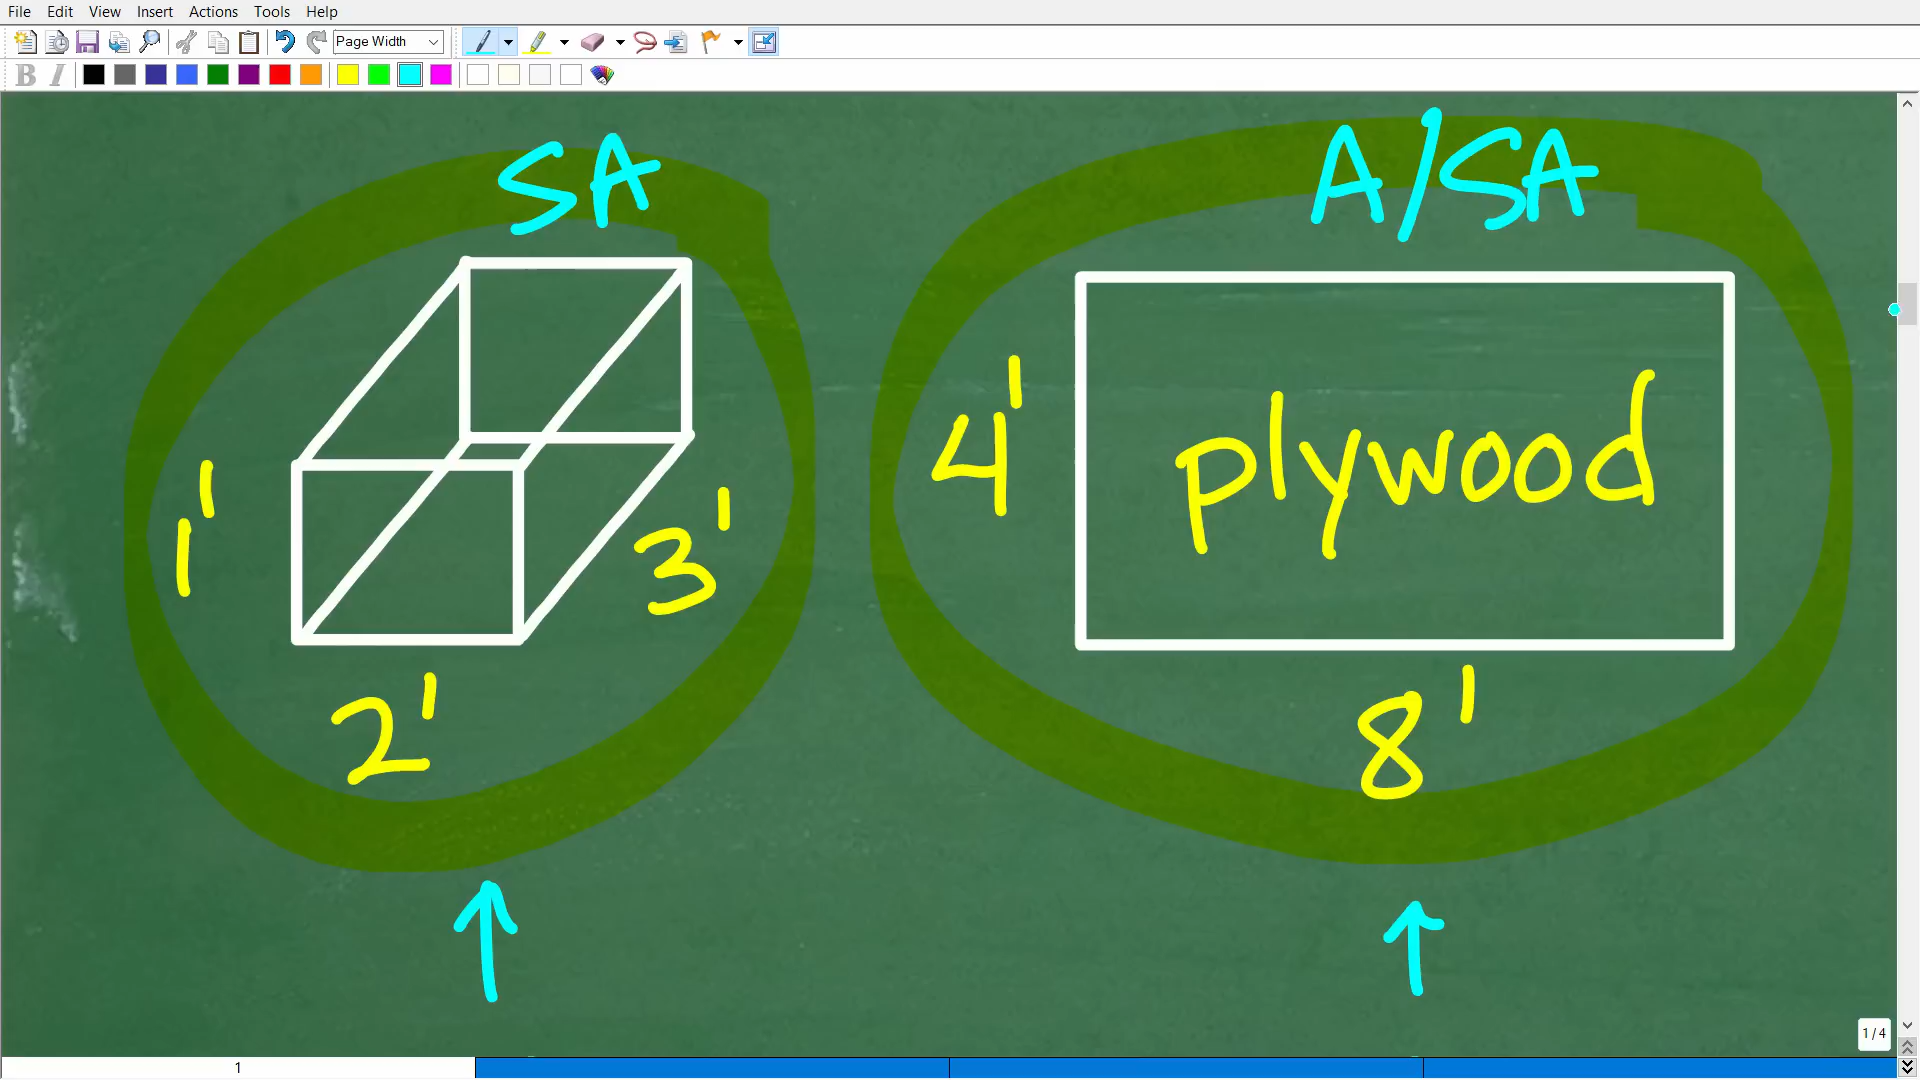 File Edit View Insert Actions Tools Help
Page Width
B I
SA
A/SA
1'
3'
2'
4'
plywood
8'
1 / 4
1